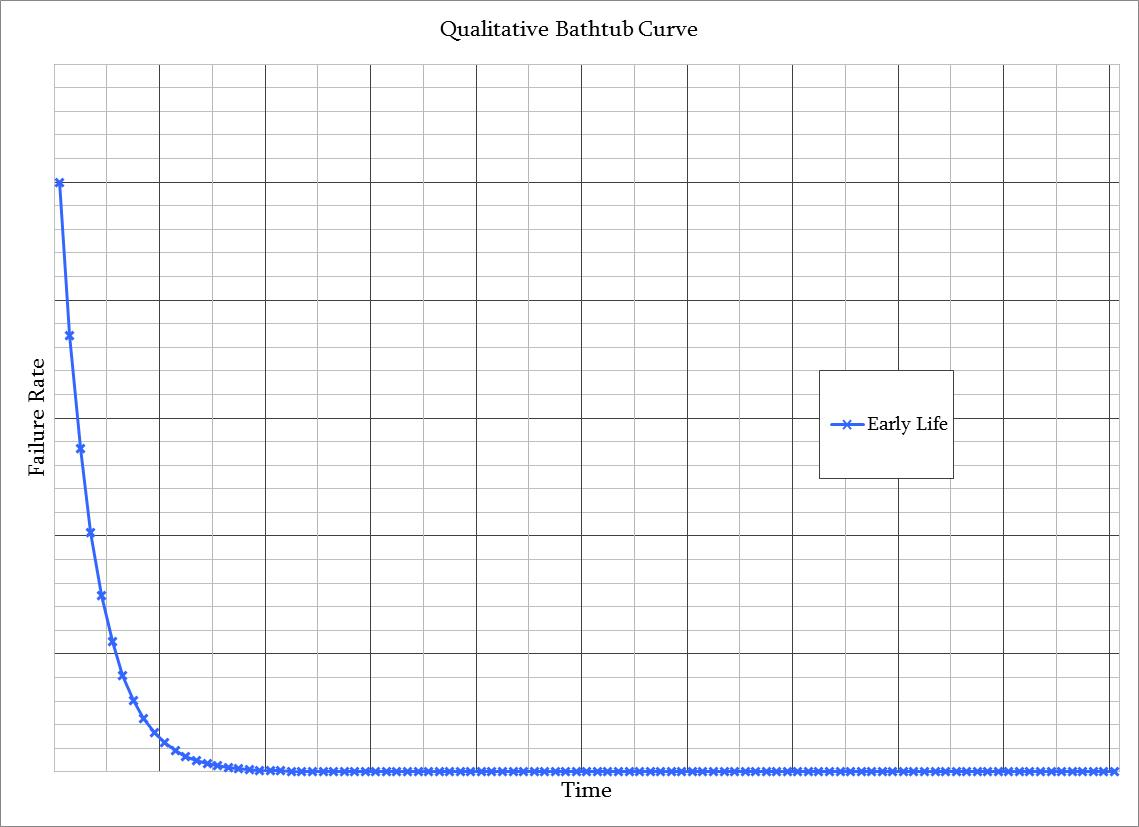 Qualitative Bathtub Curve
Failure Rate
Early Life
Time